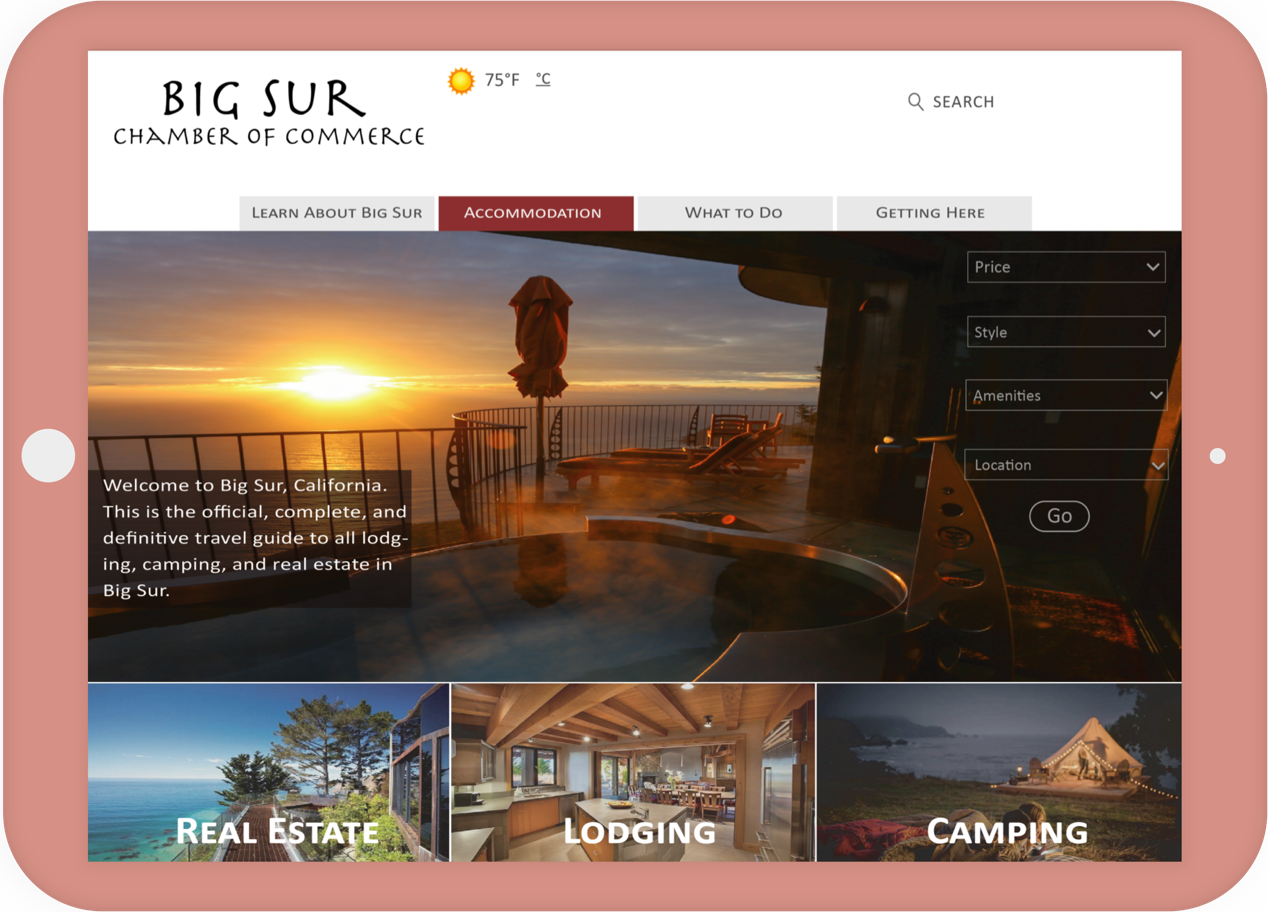 BIG SUR
CHAMBER OF COMMERCE
75°F °C
SEARCH
LEARN ABOUT BIG SUR
ACCOMMODATION
WHAT TO DO
GETTING HERE
Price
Style
Amenities
Location
Go
Welcome to Big Sur, California.
This is the official, complete, and
definitive travel guide to all lodg-
ing, camping, and real estate in
Big Sur.
REAL ESTATE
LODGING
CAMPING